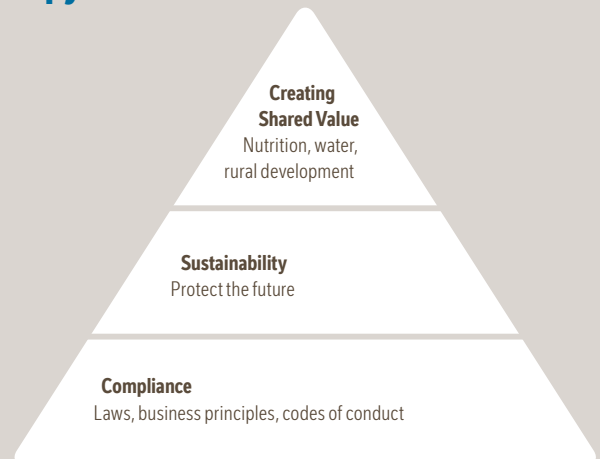 Creating
Shared Value
Nutrition, water,
rural development
Sustainability
Protect the future
Compliance
Laws, business principles, codes of conduct